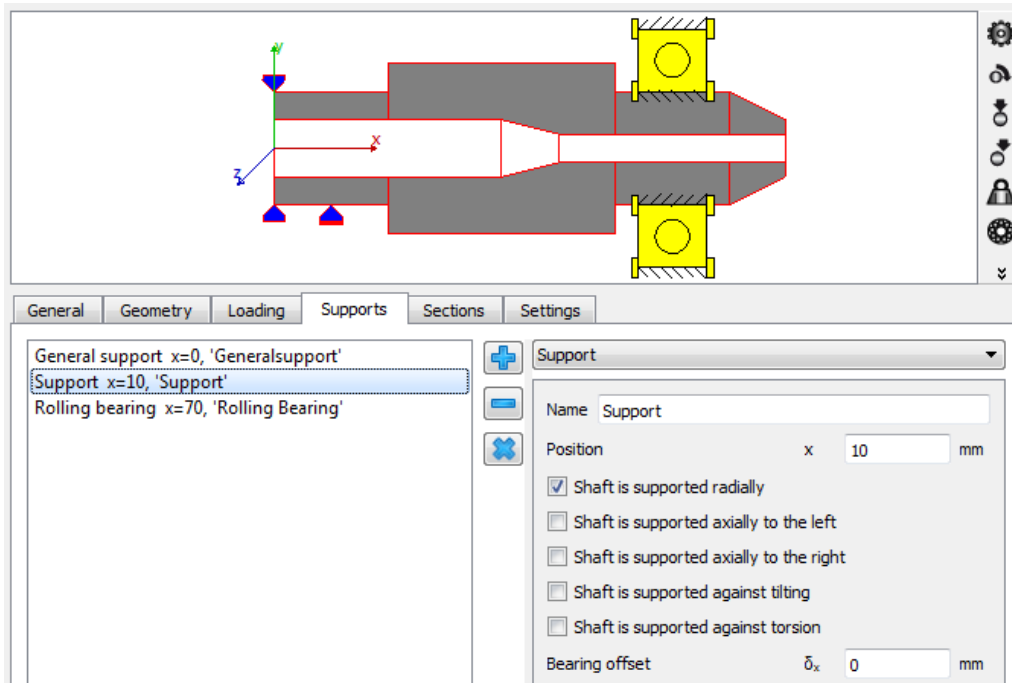 y
x
z
General Geometry Loading Supports Sections Settings
General support x=0, 'Generalsupport'
Support x=10, 'Support'
Rolling bearing x=70, 'Rolling Bearing'
Support
Name Support
Position x 10 mm
Shaft is supported radially
Shaft is supported axially to the left
Shaft is supported axially to the right
Shaft is supported against tilting
Shaft is supported against torsion
Bearing offset δx 0 mm